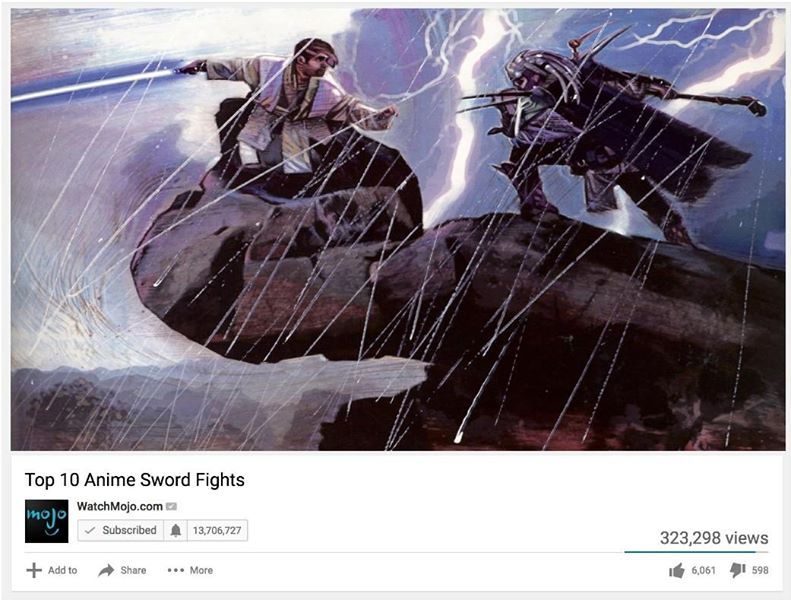 Top 10 Anime Sword Fights
mojo
WatchMojo.com
Subscribed 13,706,727
323,298 views
Add to Share More 6,061 598